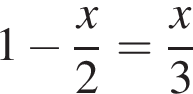 1 − x/2 = x/3